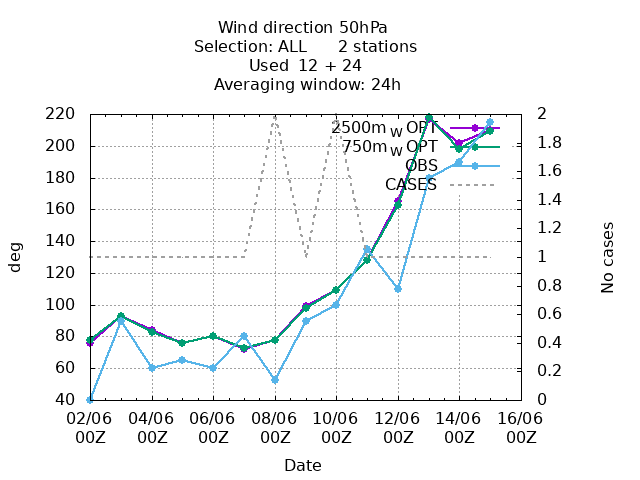 Wind direction 50hPa
Selection: ALL 2 stations
Used 12 + 24
Averaging window: 24h
220
200
180
160
140
120
100
80
60
40
deg
2500m W OPT
750m W OPT
OBS
CASES
2
1.8
1.6
1.4
1.2
1
0.8
0.6
0.4
0.2
0
No cases
02/06 04/06 08/06 08/06 10/06 12/06 14/06 16/06
00Z 00Z 00Z 00Z 00Z 00Z 00Z 00Z
Date